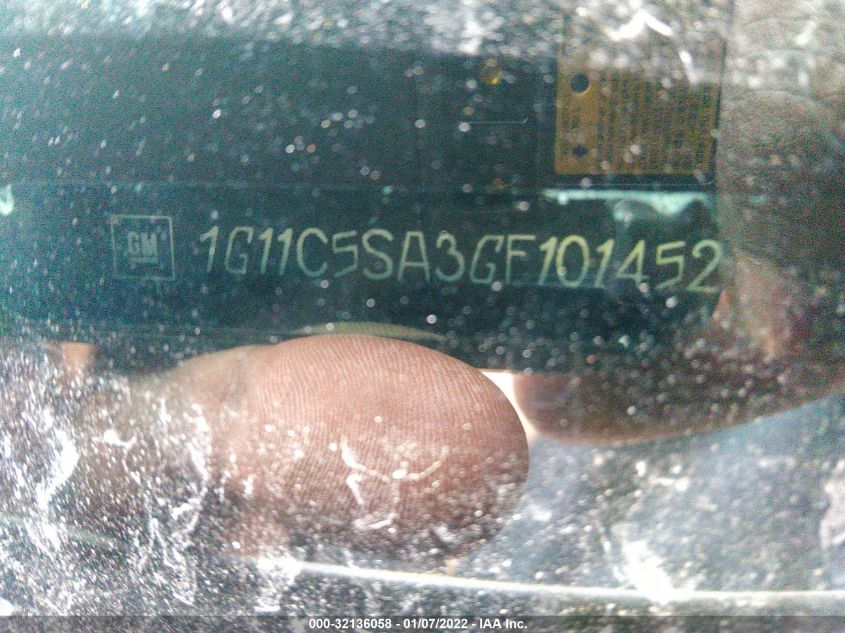 GM
1G11C5SA3GF101452
000-32136058 - 01/07/2022 - IAA Inc.